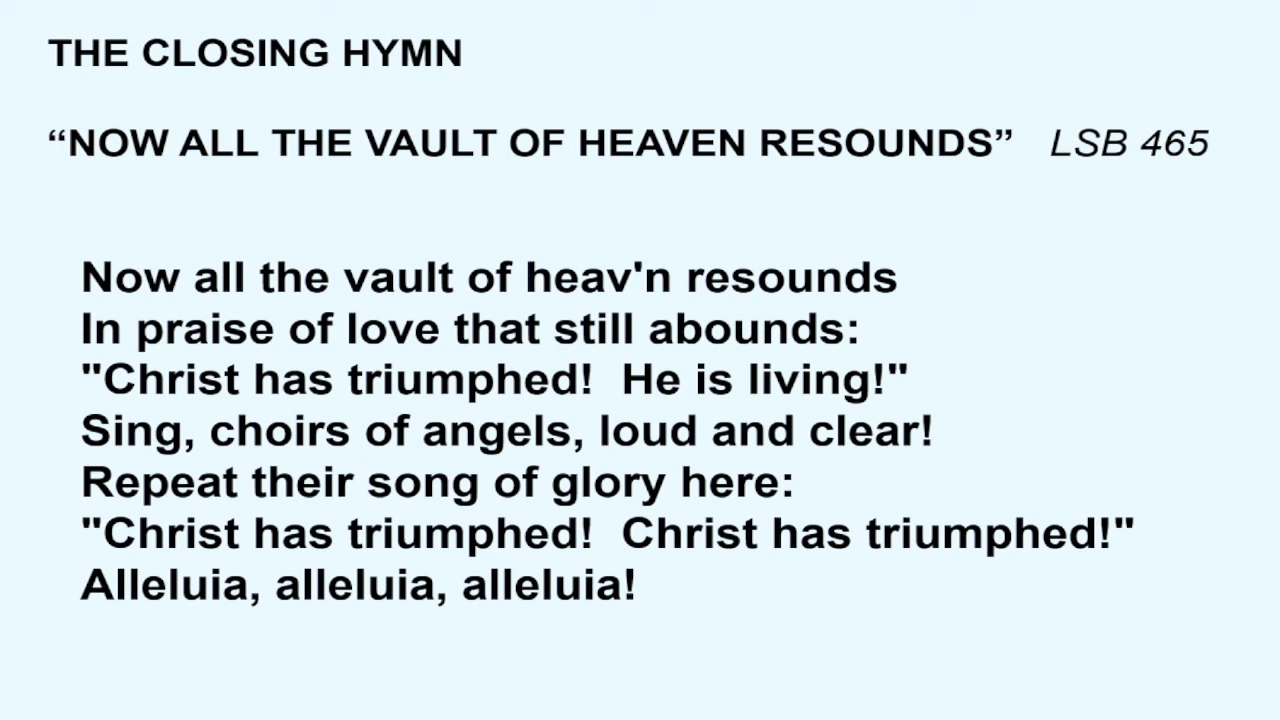 THE CLOSING HYMN
“NOW ALL THE VAULT OF HEAVEN RESOUNDS” LSB 465
Now all the vault of heav'n resounds
In praise of love that still abounds:
"Christ has triumphed!  He is living!"
Sing, choirs of angels, loud and clear!
Repeat their song of glory here:
"Christ has triumphed!  Christ has triumphed!"
Alleluia, alleluia, alleluia!